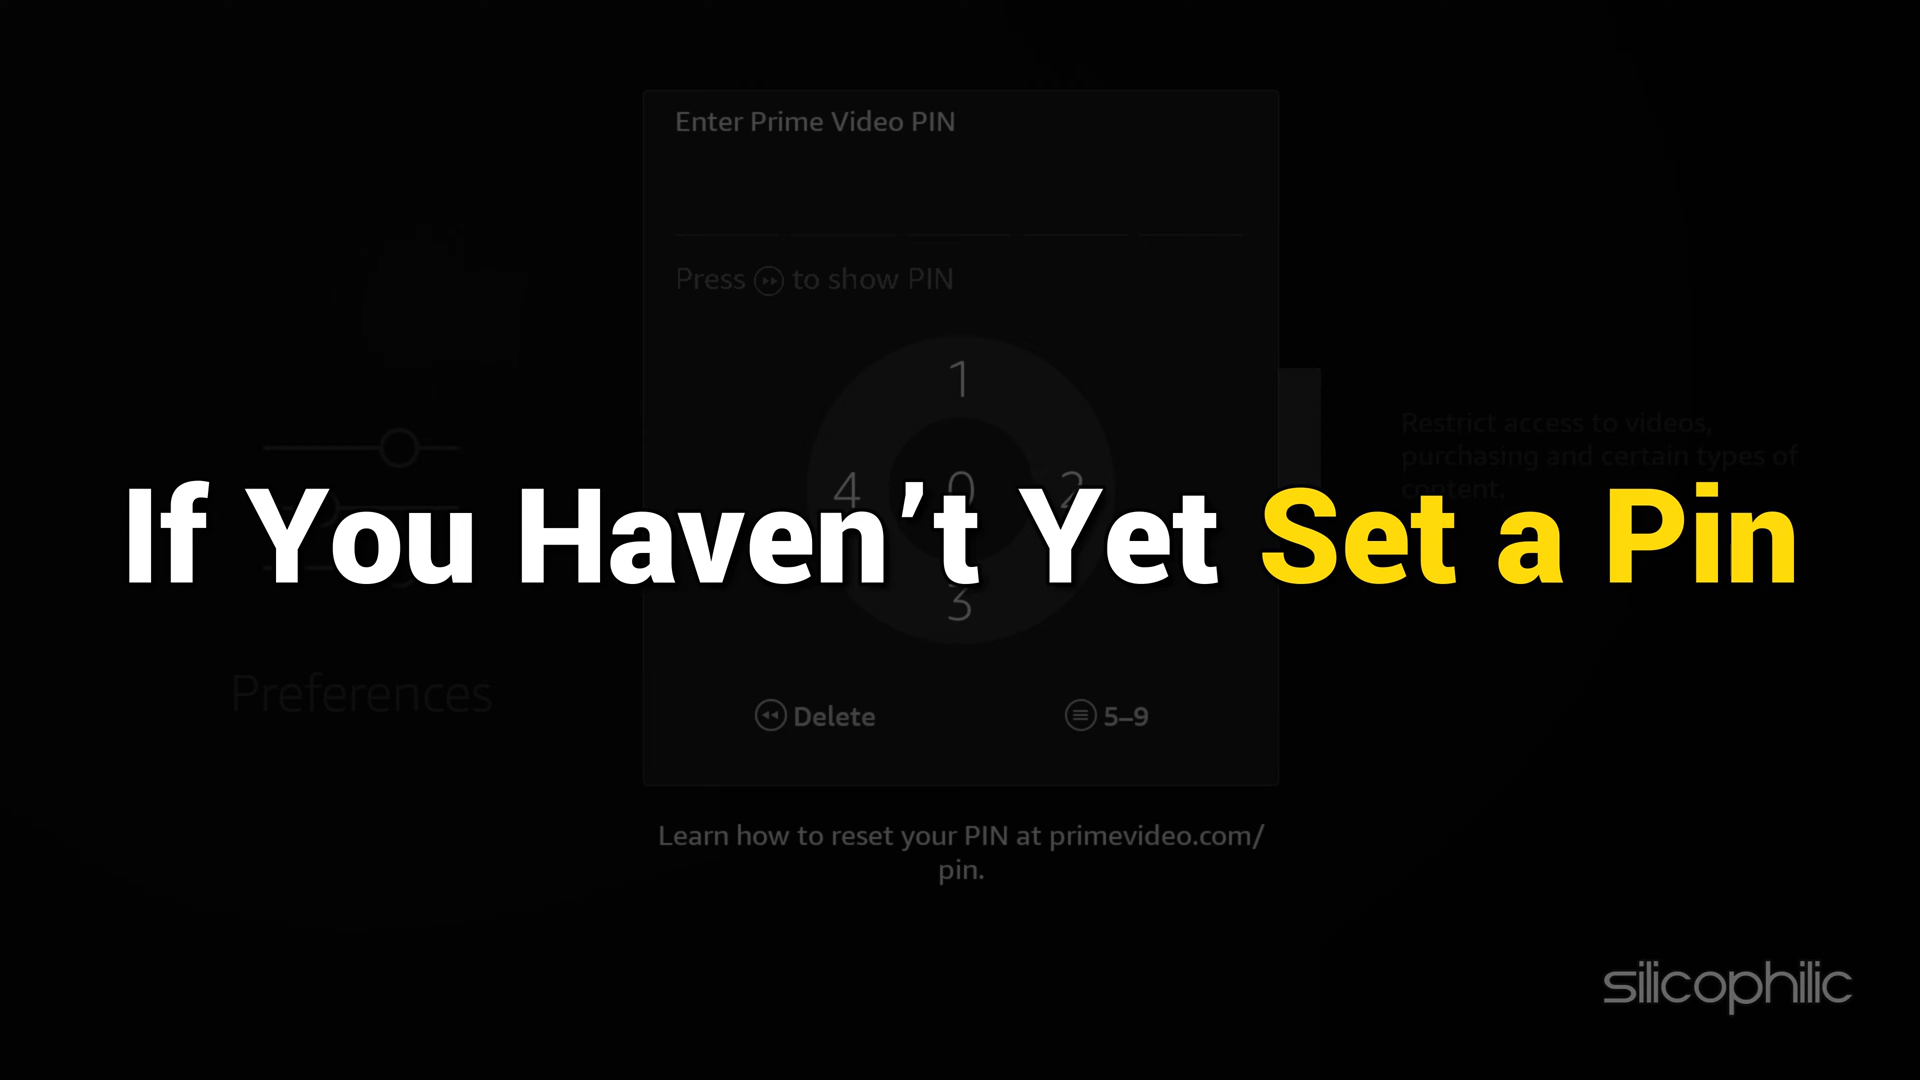 Enter Prime Video PIN
Press to show PIN
1
4 0 2
3
Restrict access to videos,
purchasing and certain types of
content.
If You Haven’t Yet Set a Pin
Preferences
Delete 5–9
Learn how to reset your PIN at primevideo.com/
pin.
silicophilic